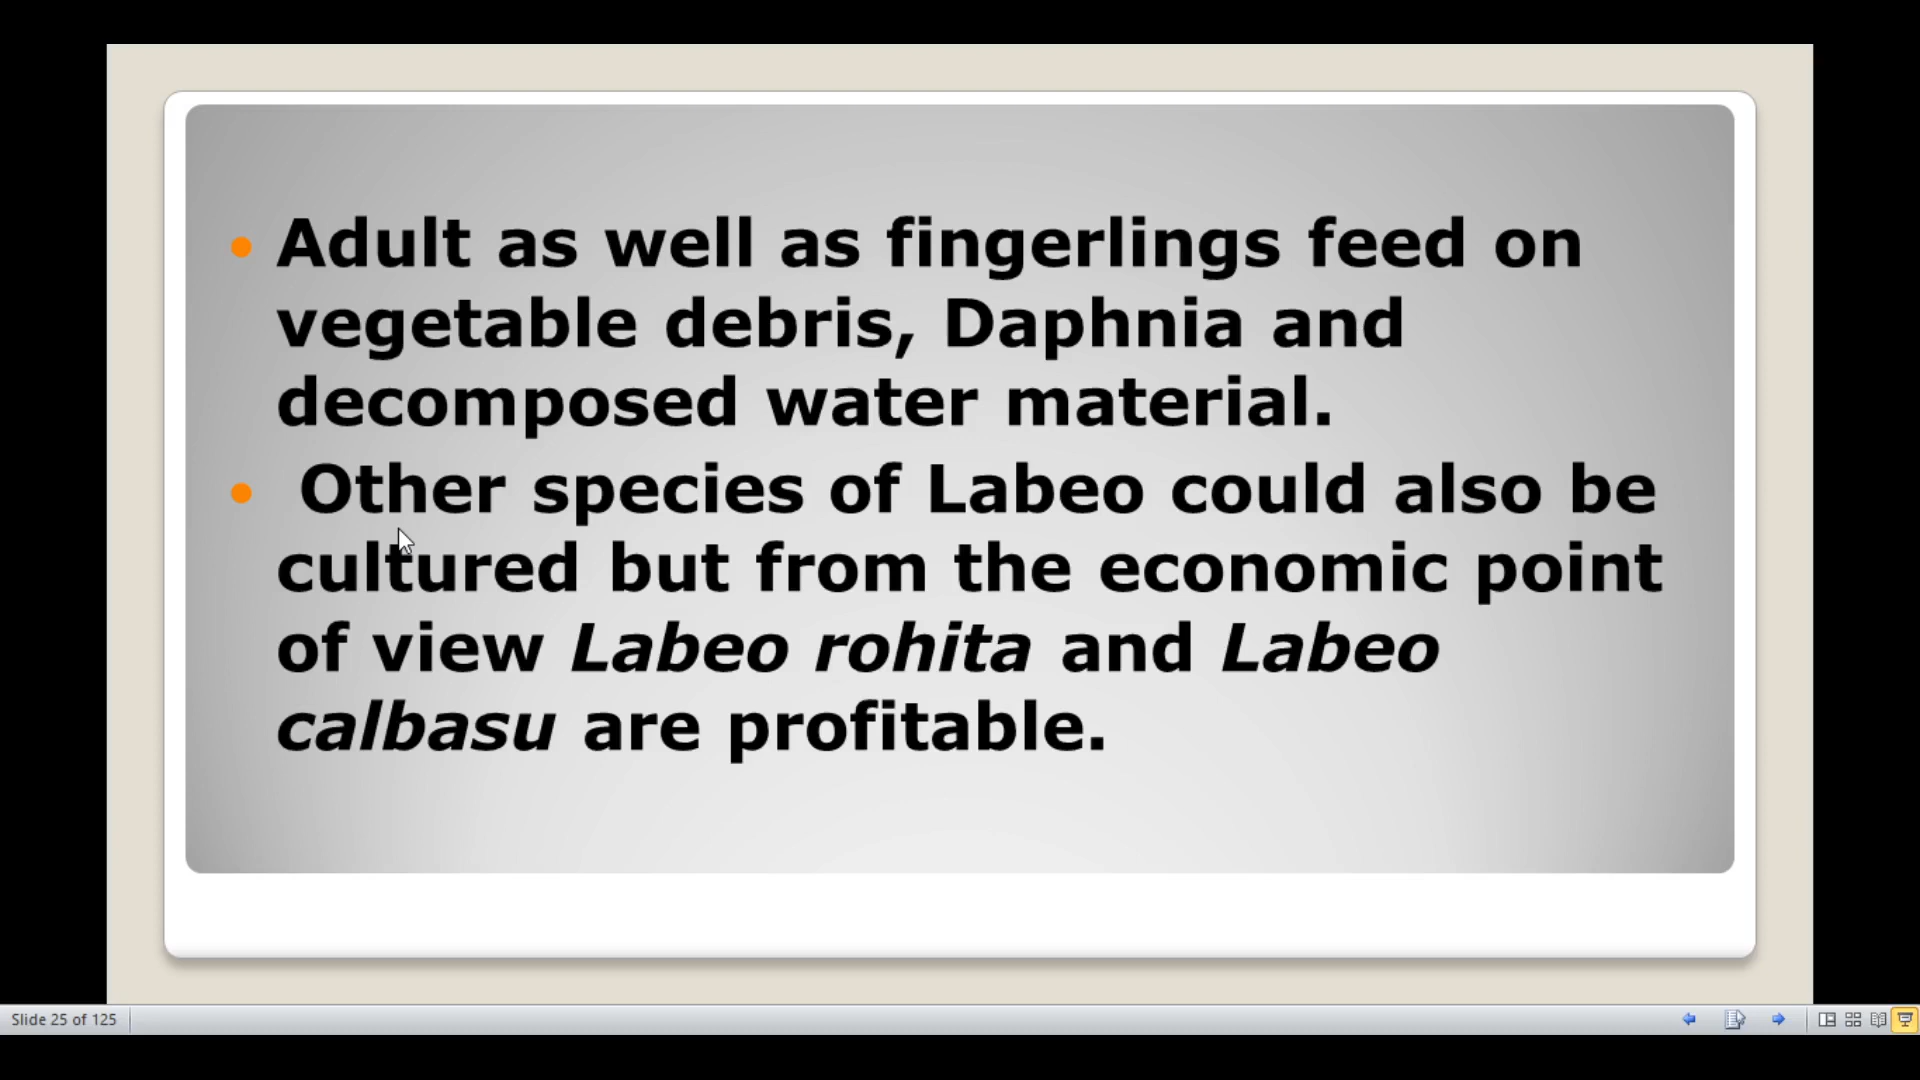 • Adult as well as fingerlings feed on
vegetable debris, Daphnia and
decomposed water material.
• Other species of Labeo could also be
cultured but from the economic point
of view Labeo rohita and Labeo
calbasu are profitable.
Slide 25 of 125